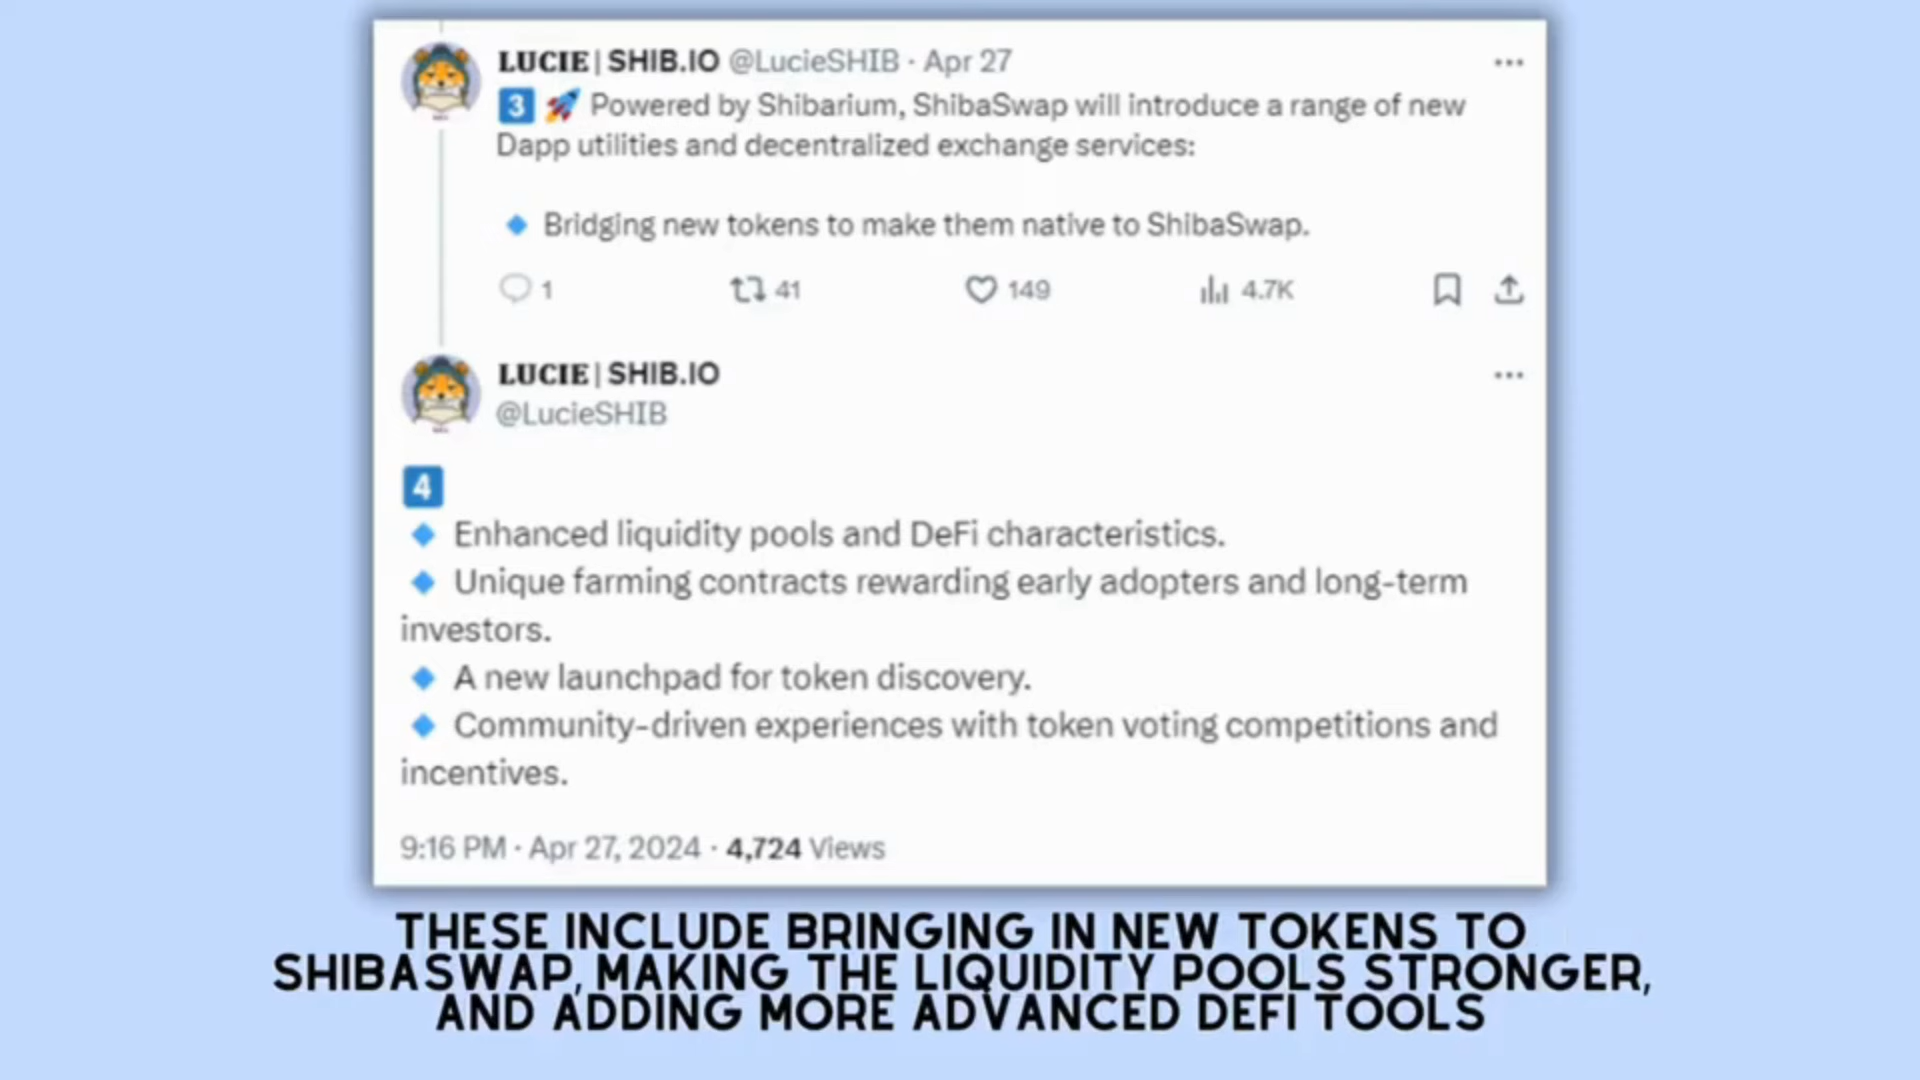 LUCIE | SHIB.IO @LucieSHIB · Apr 27
3 🚀 Powered by Shibarium, ShibaSwap will introduce a range of new
Dapp utilities and decentralized exchange services:
🔹 Bridging new tokens to make them native to ShibaSwap.
1 41 149 4.7K
LUCIE | SHIB.IO
@LucieSHIB
4
🔹 Enhanced liquidity pools and DeFi characteristics.
🔹 Unique farming contracts rewarding early adopters and long-term
investors.
🔹 A new launchpad for token discovery.
🔹 Community-driven experiences with token voting competitions and
incentives.
9:16 PM · Apr 27, 2024 · 4,724 Views
THESE INCLUDE BRINGING IN NEW TOKENS TO
SHIBASWAP, MAKING THE LIQUIDITY POOLS STRONGER,
AND ADDING MORE ADVANCED DEFI TOOLS